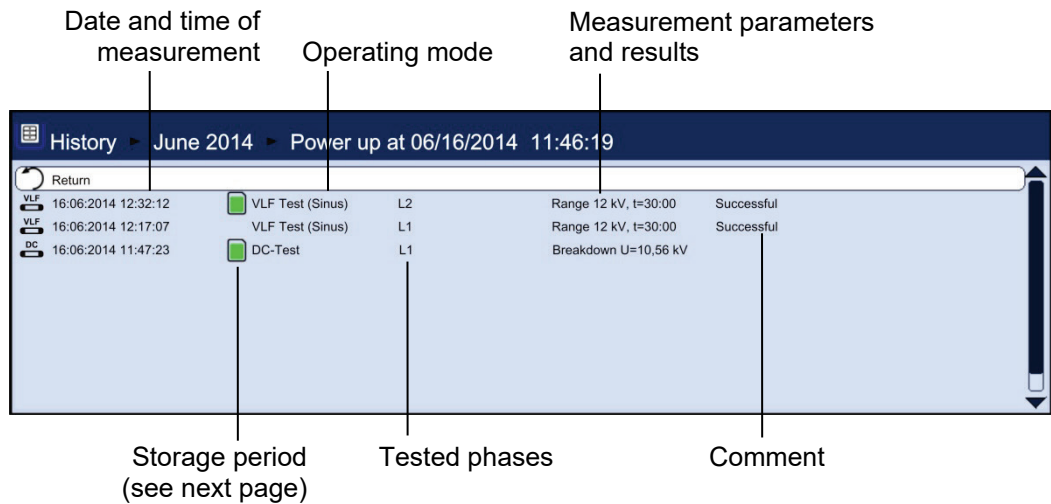 Date and time of
measurement
Operating mode
Measurement parameters
and results
History ► June 2014 ► Power up at 06/16/2014 11:46:19
Return
VLF 16:06:2014 12:32:12 VLF Test (Sinus) L2 Range 12 kV, t=30:00 Successful
VLF 16:06:2014 12:17:07 VLF Test (Sinus) L1 Range 12 kV, t=30:00 Successful
DC 16:06:2014 11:47:23 DC-Test L1 Breakdown U=10,56 kV
Storage period
(see next page)
Tested phases
Comment